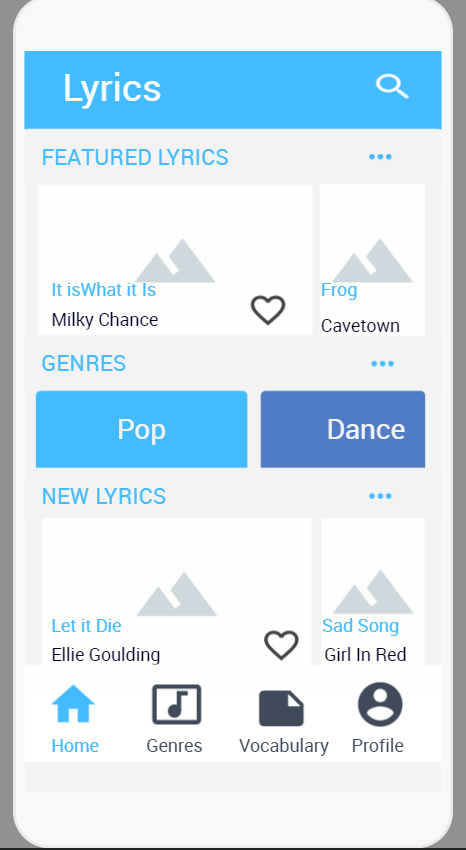 Lyrics
FEATURED LYRICS
It isWhat it Is
Milky Chance
Frog
Cavetown
GENRES
Pop
Dance
NEW LYRICS
Let it Die
Ellie Goulding
Sad Song
Girl In Red
Home
Genres
Vocabulary
Profile